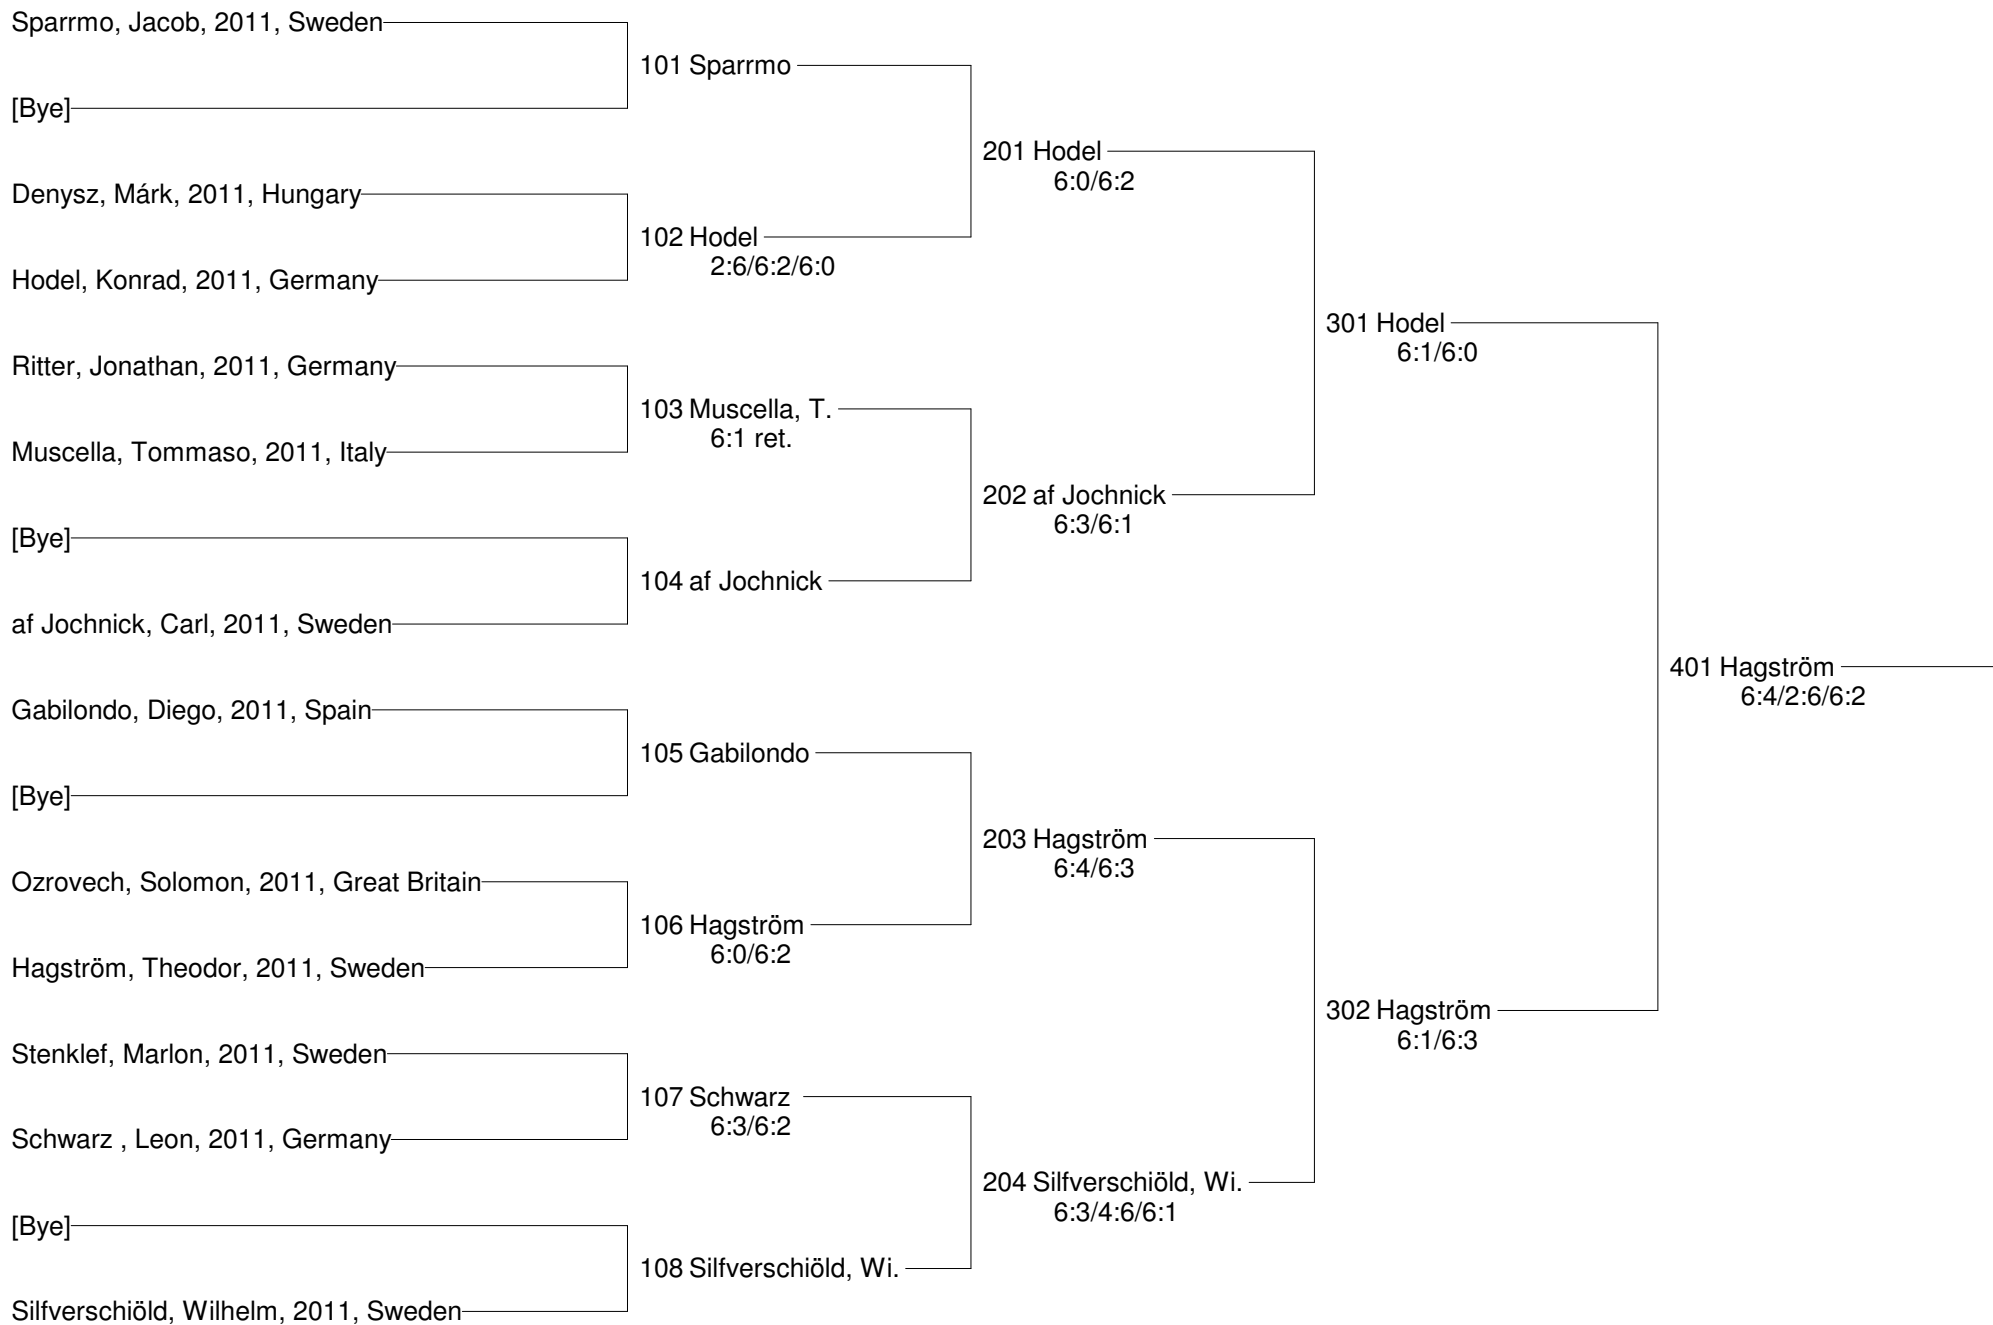 Sparrmo, Jacob, 2011, Sweden
[Bye]
Denysz, Márk, 2011, Hungary
Hodel, Konrad, 2011, Germany
Ritter, Jonathan, 2011, Germany
Muscella, Tommaso, 2011, Italy
[Bye]
af Jochnick, Carl, 2011, Sweden
Gabilondo, Diego, 2011, Spain
[Bye]
Ozrovech, Solomon, 2011, Great Britain
Hagström, Theodor, 2011, Sweden
Stenklef, Marlon, 2011, Sweden
Schwarz , Leon, 2011, Germany
[Bye]
Silfverschiöld, Wilhelm, 2011, Sweden
101 Sparrmo
102 Hodel
2:6/6:2/6:0
103 Muscella, T.
6:1 ret.
104 af Jochnick
105 Gabilondo
106 Hagström
6:0/6:2
107 Schwarz
6:3/6:2
108 Silfverschiöld, Wi.
201 Hodel
6:0/6:2
202 af Jochnick
6:3/6:1
203 Hagström
6:4/6:3
204 Silfverschiöld, Wi.
6:3/4:6/6:1
301 Hodel
6:1/6:0
302 Hagström
6:1/6:3
401 Hagström
6:4/2:6/6:2